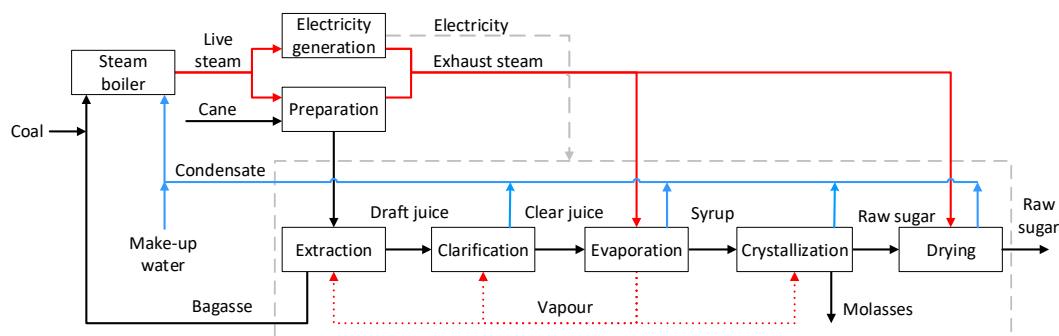 Electricity
generation
Electricity
Live
steam
Steam
boiler
Exhaust steam
Cane
Preparation
Coal
Condensate
Draft juice
Clear juice
Syrup
Raw sugar
Raw
sugar
Make-up
water
Extraction
Clarification
Evaporation
Crystallization
Drying
Bagasse
Vapour
Molasses